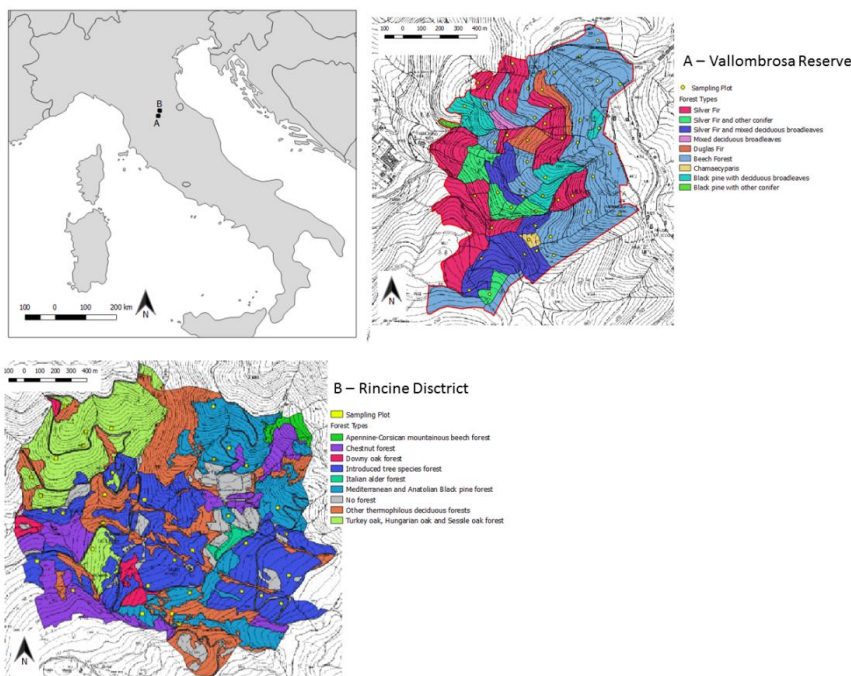 B
A
100 0 100 200 km
N
100 0 100 200 300 400 m
N
A – Vallombrosa Reserve
Sampling Plot
Forest Types
Silver Fir
Silver Fir and other conifer
Silver Fir and mixed deciduous broadleaves
Mixed deciduous broadleaves
Duglas Fir
Beech Forest
Chamaecyparis
Black pine with deciduous broadleaves
Black pine with other conifer
100 0 100 200 300 400 m
N
B – Rincine Disctrict
Sampling Plot
Forest Types
Apennine-Corsican mountainous beech forest
Chestnut forest
Downy oak forest
Introduced tree species forest
Italian alder forest
Mediterranean and Anatolian Black pine forest
No forest
Other thermophilous deciduous forests
Turkey oak, Hungarian oak and Sessile oak forest